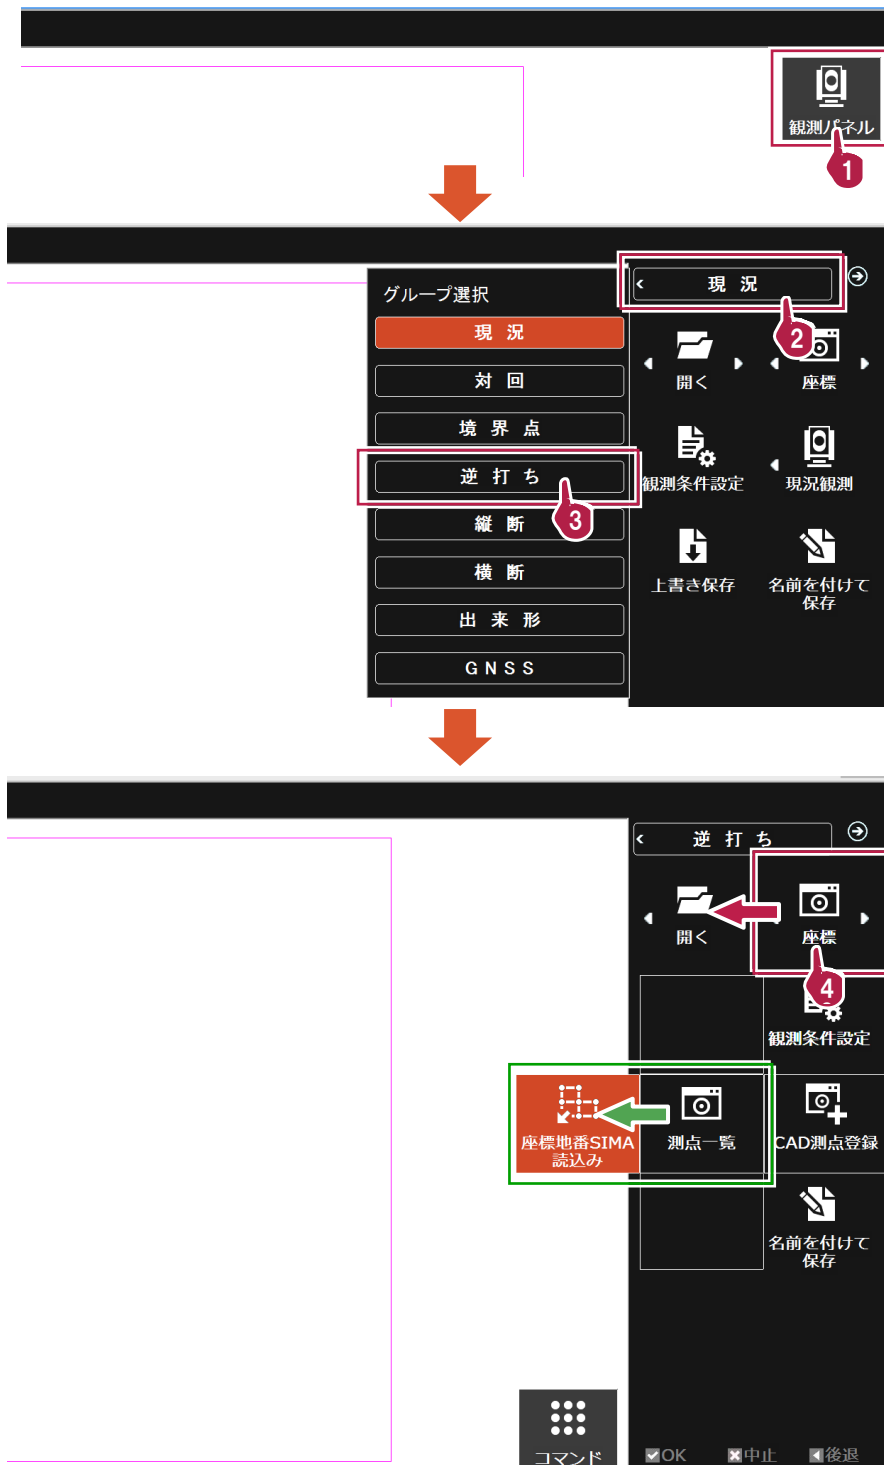 観測パネル
1
グループ選択
現 況
対 回
境 界 点
逆 打 ち
縦 断
横 断
出 来 形
G N S S
現 況
2
3
開く
座標
観測条件設定
現況観測
上書き保存
名前を付けて
保存
逆 打 ち
開く
座標
4
観測条件設定
座標地番SIMA
読込み
測点一覧
CAD測点登録
名前を付けて
保存
コマンド
OK
中止
後退